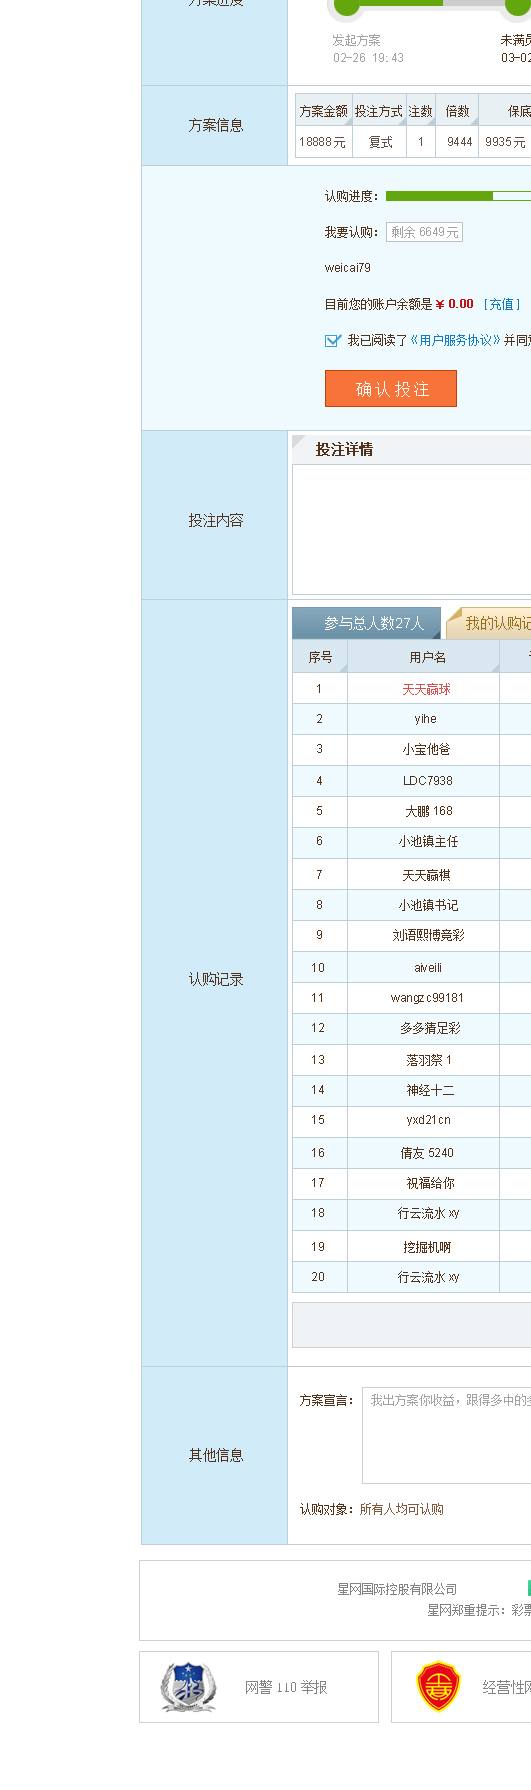 方案进度
发起方案 未满员
02-26 19:43 03-02
方案信息
方案金额 投注方式 注数 倍数 保底
18888元 复式 1 9444 9935元
认购进度：
我要认购： 剩余 6649元
weicai79
目前您的账户余额是 ¥ 0.00 [充值]
我已阅读了《用户服务协议》并同意
确认投注
投注详情
投注内容
参与总人数27人 我的认购记
序号 用户名
1 天天赢球
2 yihe
3 小宝他爸
4 LDC7938
5 大鹏 168
6 小池镇主任
7 天天赢棋
8 小池镇书记
9 刘语熙博竞彩
10 aiveili
11 wangzc99181
12 多多猜足彩
13 落羽祭 1
14 神经十二
15 yxd21cn
16 倩友 5240
17 祝福给你
18 行云流水 xy
19 挖掘机啊
20 行云流水 xy
认购记录
其他信息
方案宣言： 我出方案你收益，跟得多中的多
认购对象：所有人均可认购
星网国际控股有限公司
星网郑重提示：彩票
网警 110 举报 经营性网